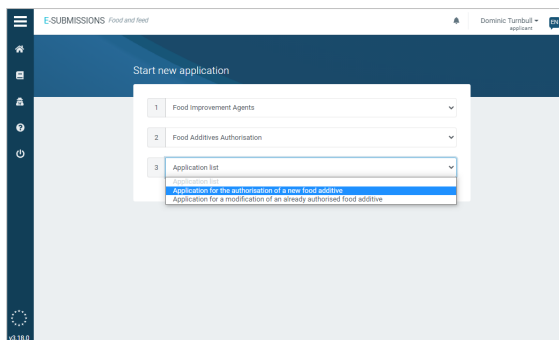 E-SUBMISSIONS Food and feed
Dominic Turnbull
EN
applicant
Start new application
1 Food Improvement Agents
2 Food Additives Authorisation
3 Application list
Application list
Application for the authorisation of a new food additive
Application for a modification of an already authorised food additive
v3.18.0